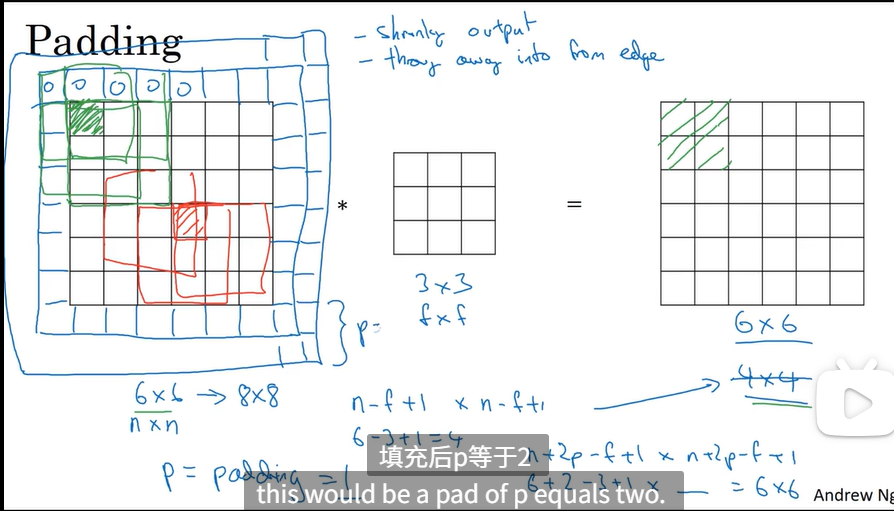 Padding
- shrinky output
- throw away info from edge
0 0 0 0 0
*
=
3 × 3
f × f
p=
6 × 6
4 × 4
6×6 → 8×8
n × n
n-f+1 × n-f+1
6-3+1=4
p = padding = 1
n+2p-f+1 × n+2p-f+1
6+2-3+1 × __ = 6×6
填充后p等于2
this would be a pad of p equals two.
Andrew Ng